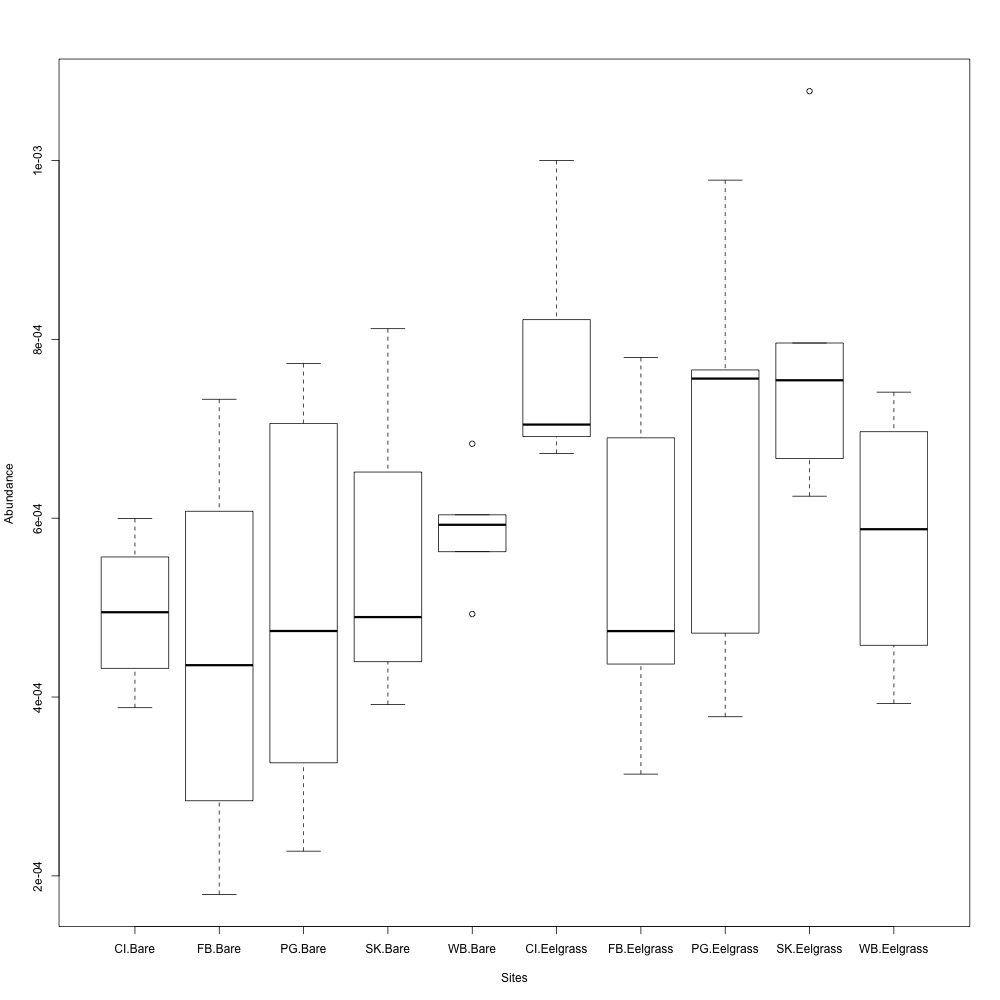 Abundance
1e-03
8e-04
6e-04
4e-04
2e-04
CI.Bare FB.Bare PG.Bare SK.Bare WB.Bare CI.Eelgrass FB.Eelgrass PG.Eelgrass SK.Eelgrass WB.Eelgrass
Sites